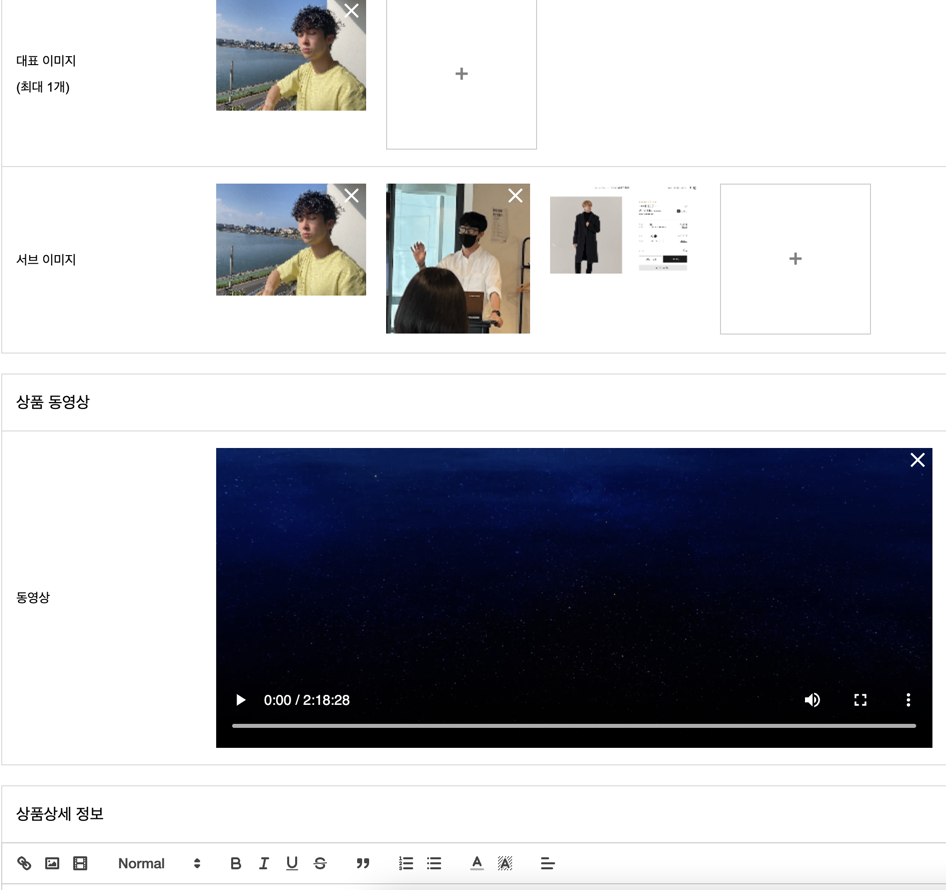 대표 이미지
(최대 1개)
서브 이미지
상품 동영상
동영상
0:00 / 2:18:28
상품상세 정보
Normal